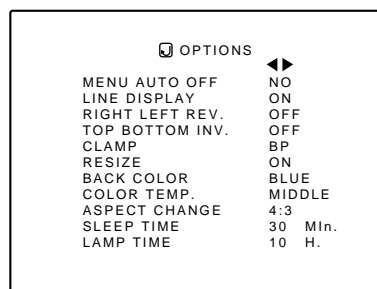 OPTIONS
MENU AUTO OFF NO
LINE DISPLAY ON
RIGHT LEFT REV. OFF
TOP BOTTOM INV. OFF
CLAMP BP
RESIZE ON
BACK COLOR BLUE
COLOR TEMP. MIDDLE
ASPECT CHANGE 4:3
SLEEP TIME 30 MIn.
LAMP TIME 10 H.